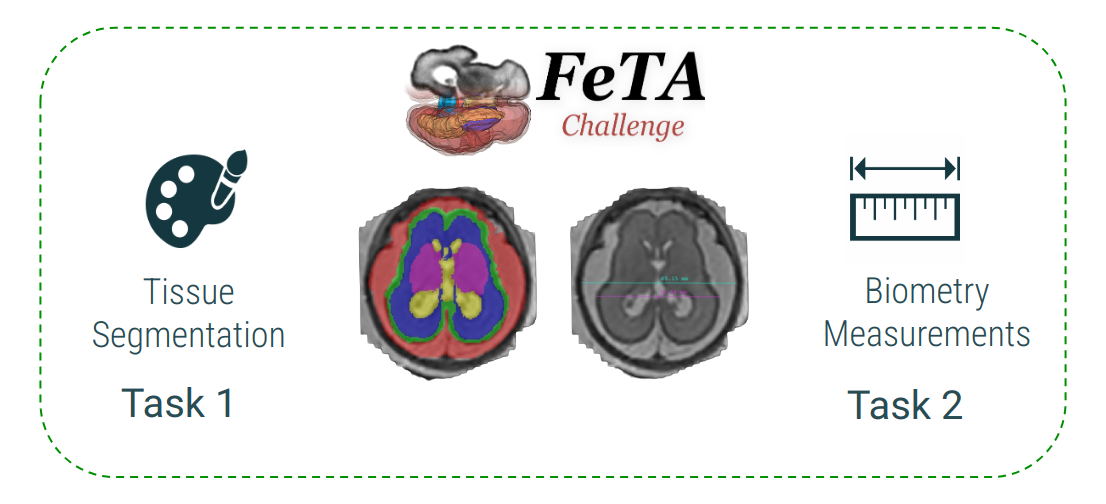 FeTA
Challenge
Tissue
Segmentation
Task 1
Biometry
Measurements
Task 2